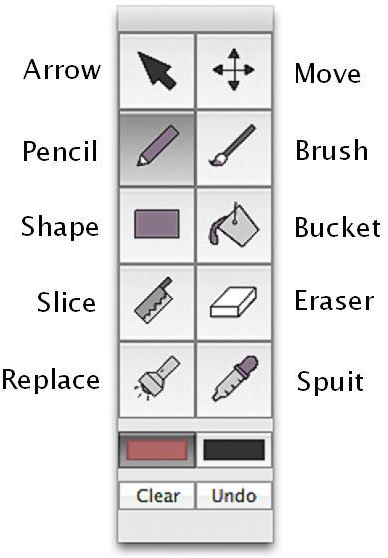 Arrow Move
Pencil Brush
Shape Bucket
Slice Eraser
Replace Spuit
Clear Undo